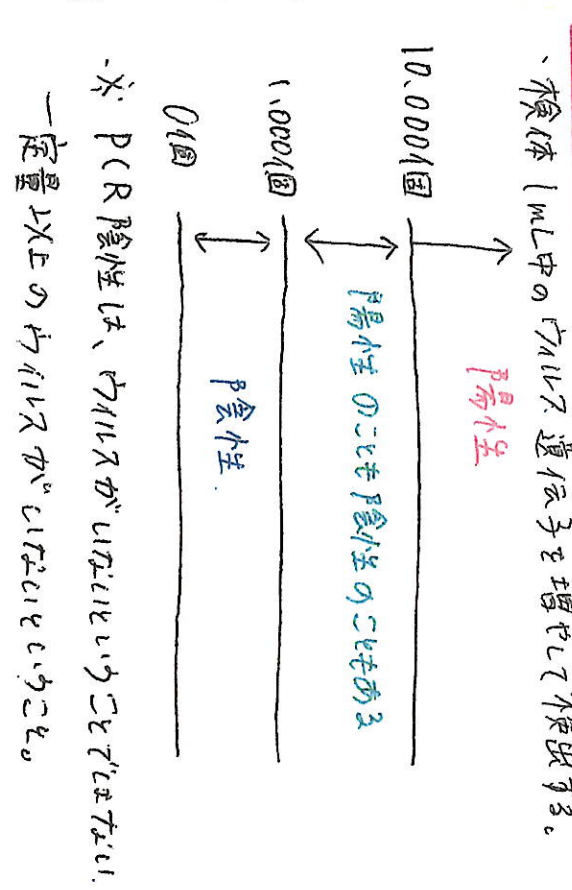 ・検体1mL中のウイルス遺伝子を増やして検出する。
陽性
10.000個
陽性のことも陰性のこともある
1.000個
陰性.
0個
※ PCR陰性は、ウイルスがいないということではない.
一定量以上のウイルスがいないということ。